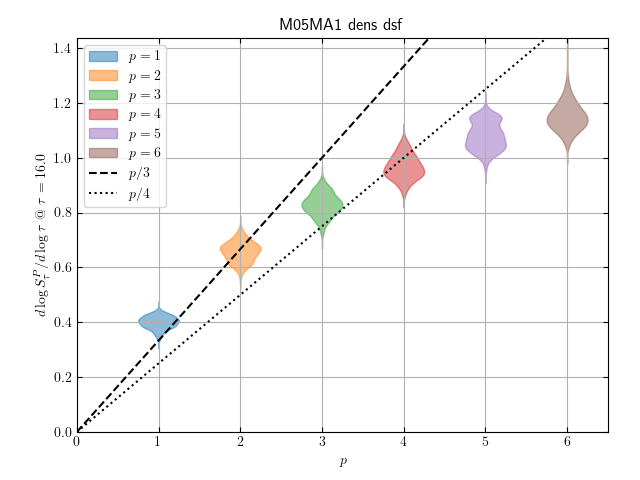 M05MA1 dens dsf
d log S_τ^P / d log τ @ τ = 16.0
1.4
1.2
1.0
0.8
0.6
0.4
0.2
0.0
p = 1
p = 2
p = 3
p = 4
p = 5
p = 6
p/3
p/4
0 1 2 3 4 5 6
p